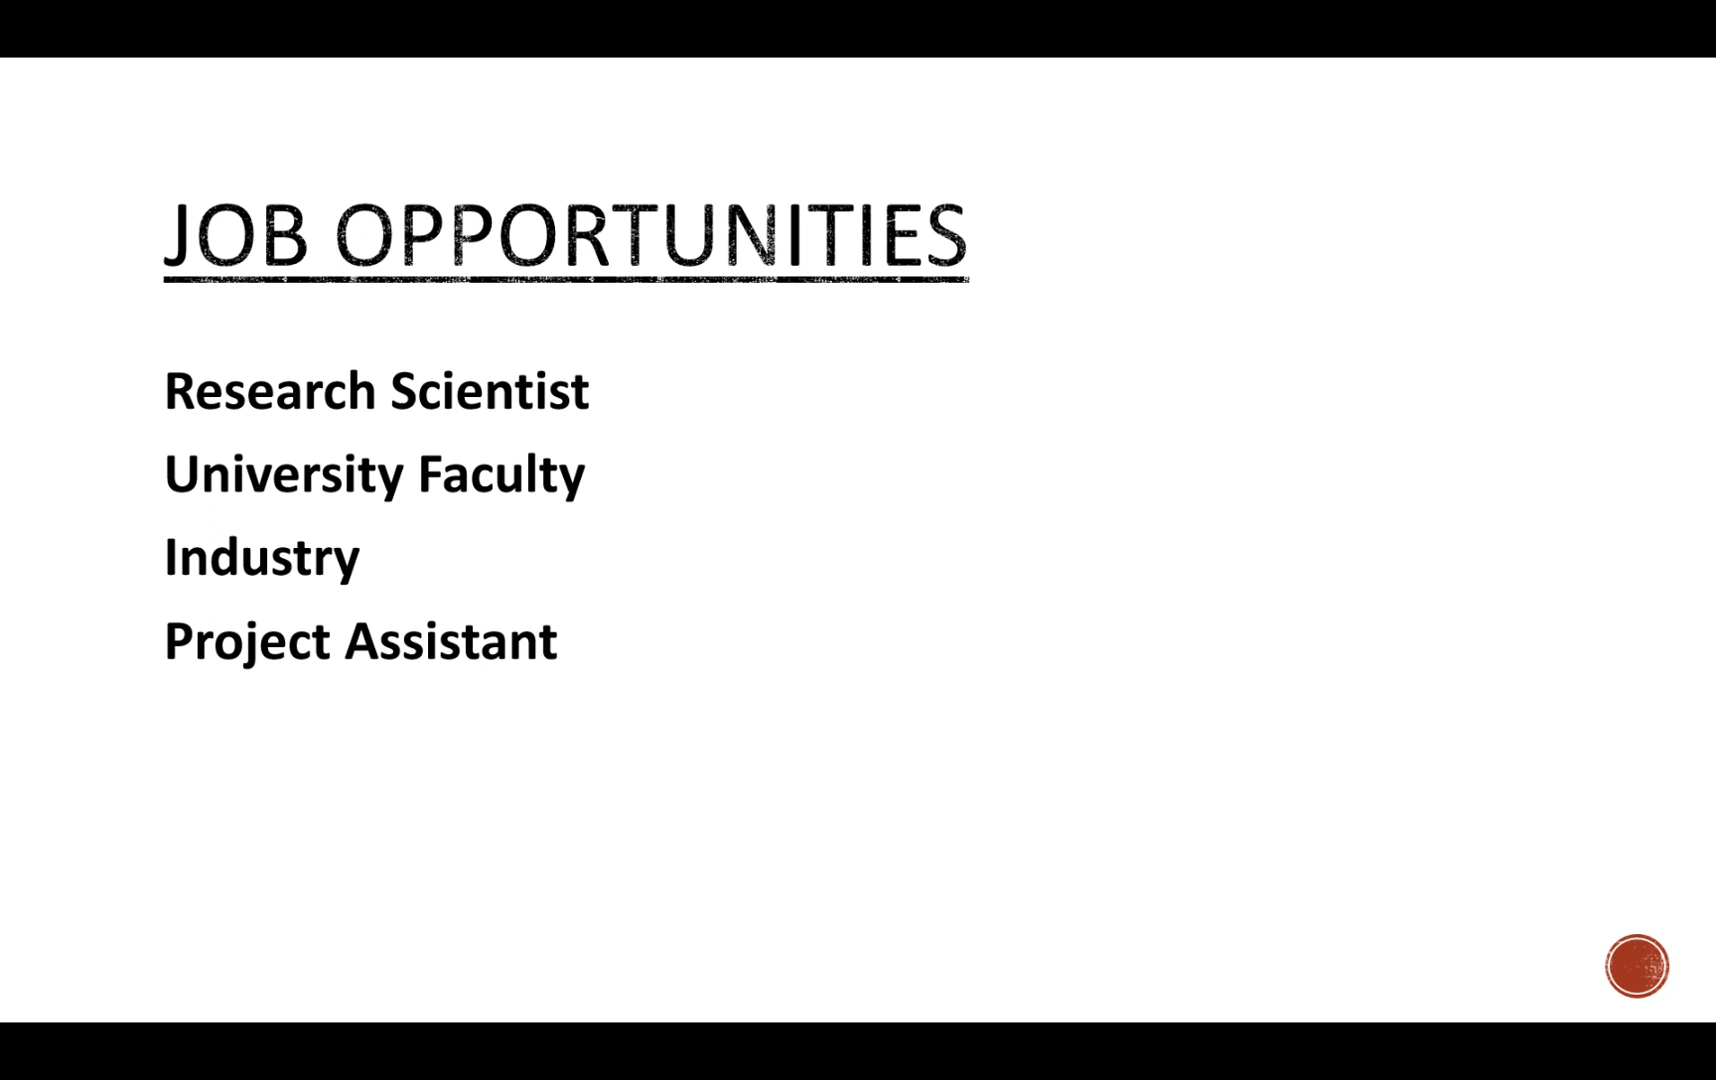 JOB OPPORTUNITIES
Research Scientist
University Faculty
Industry
Project Assistant